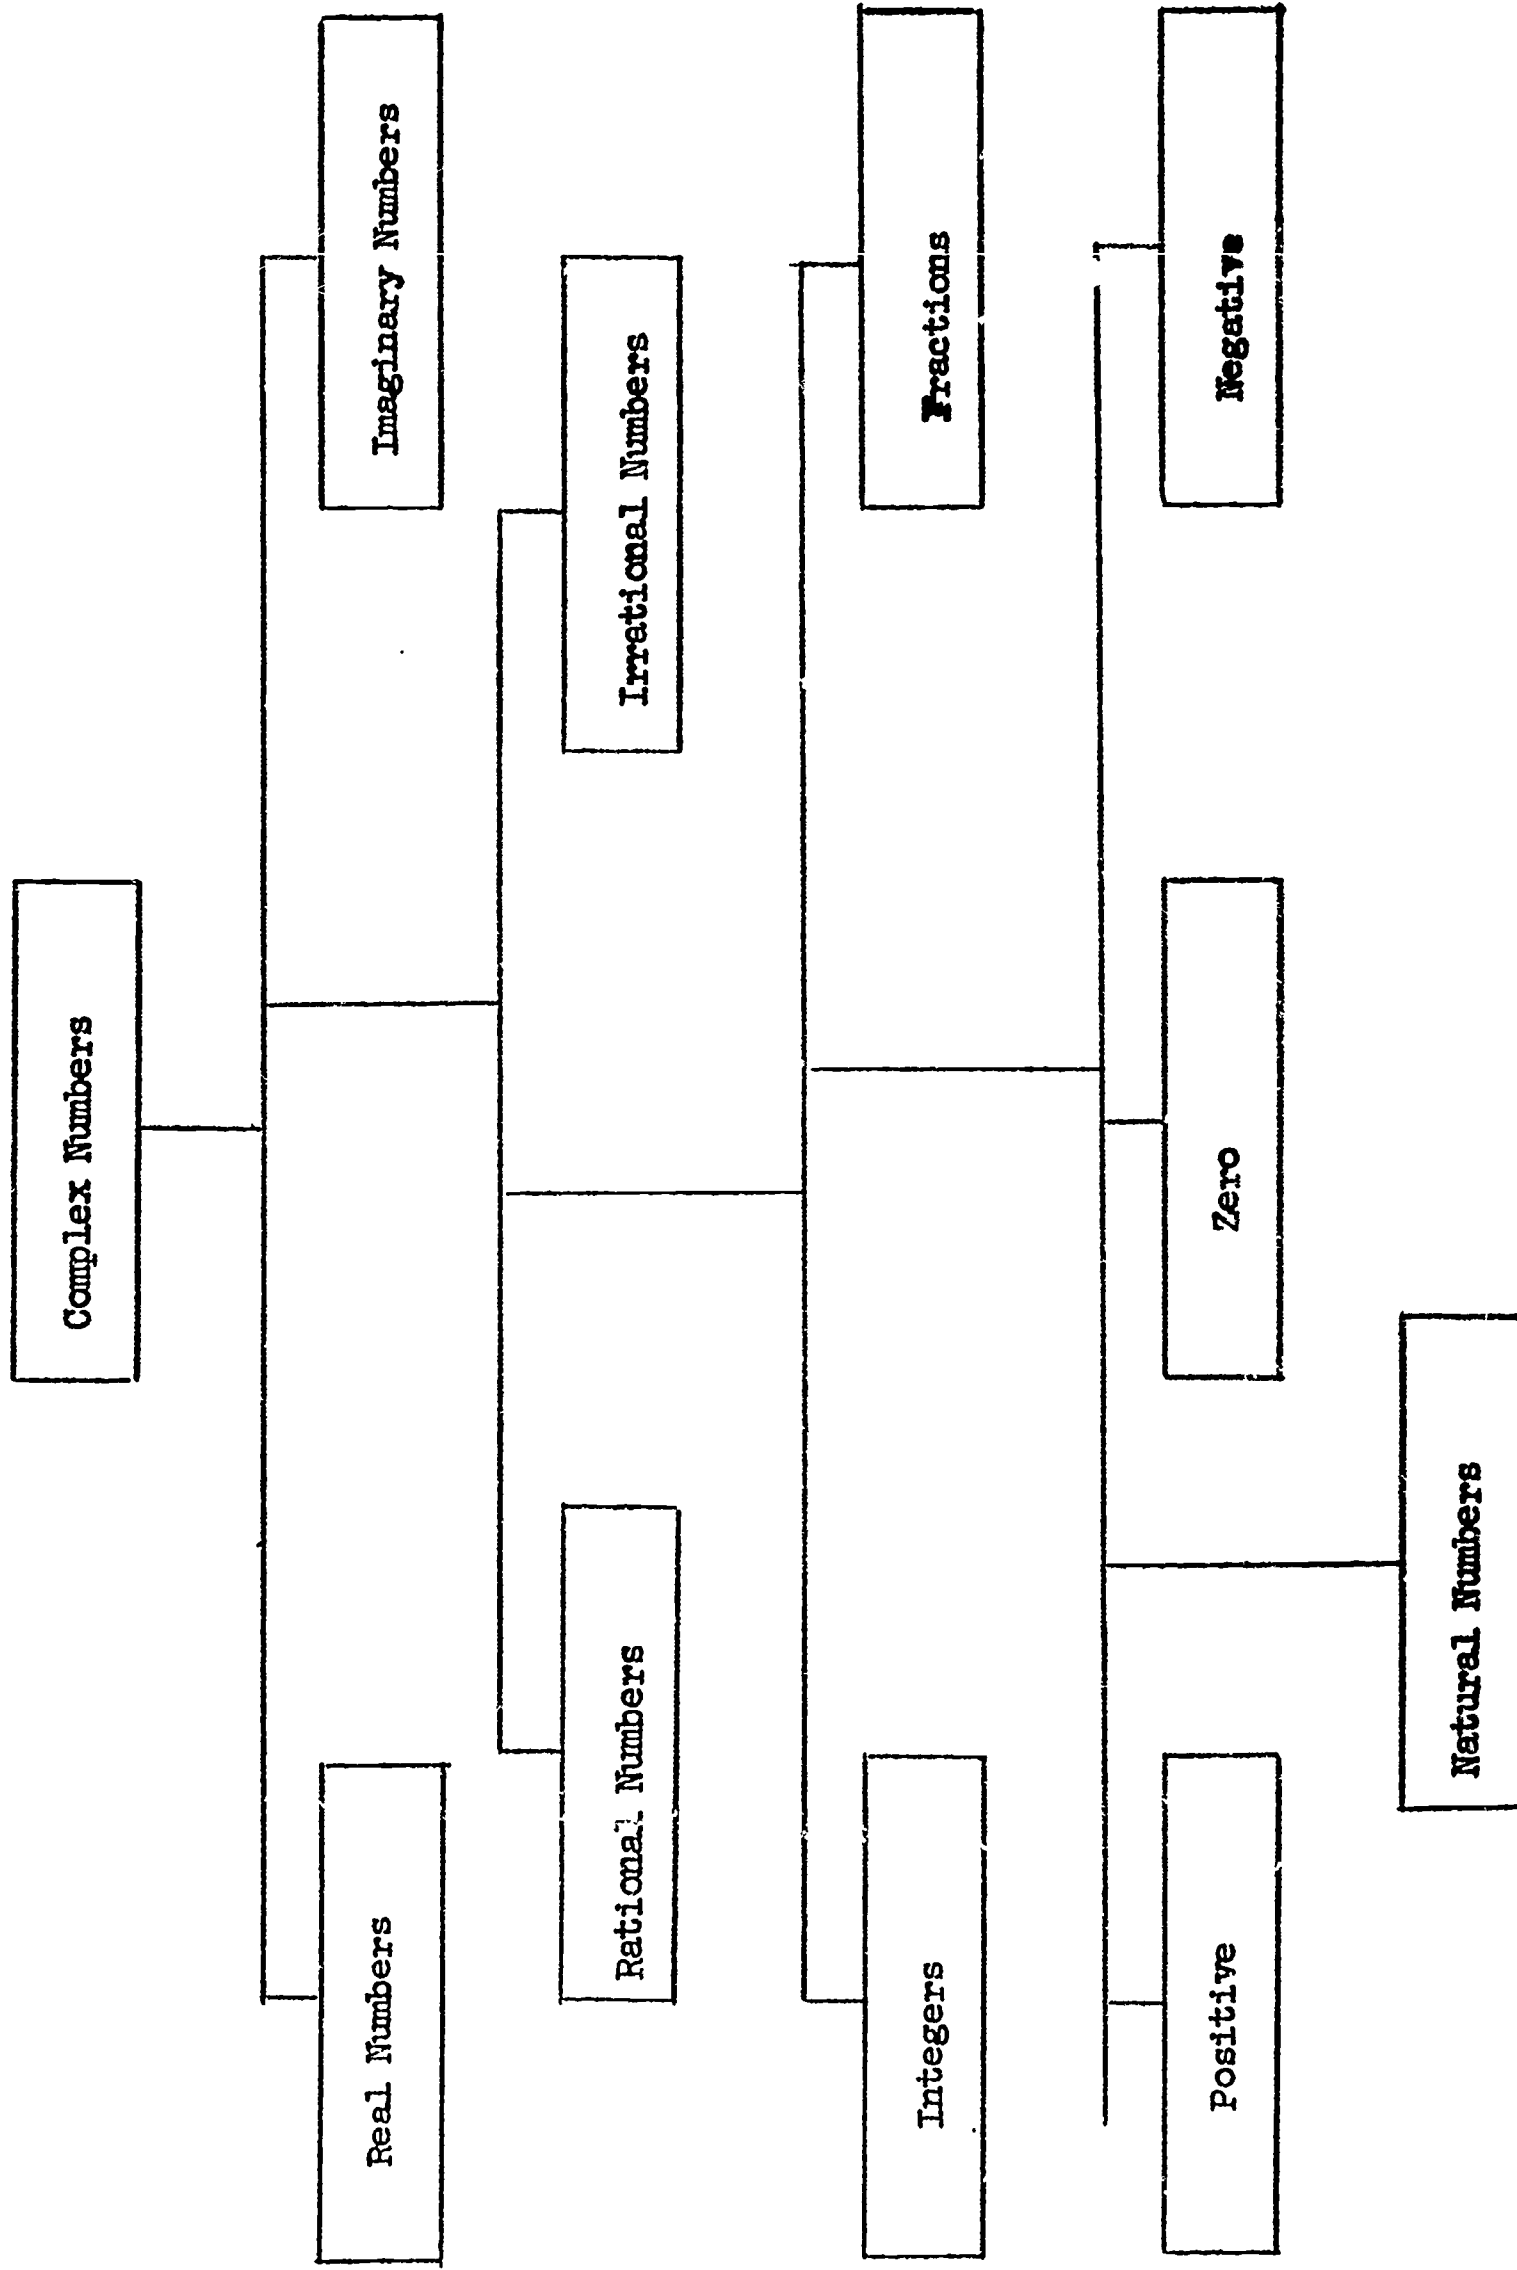 Complex Numbers
Real Numbers
Imaginary Numbers
Rational Numbers
Irrational Numbers
Integers
Fractions
Positive
Zero
Negative
Natural Numbers